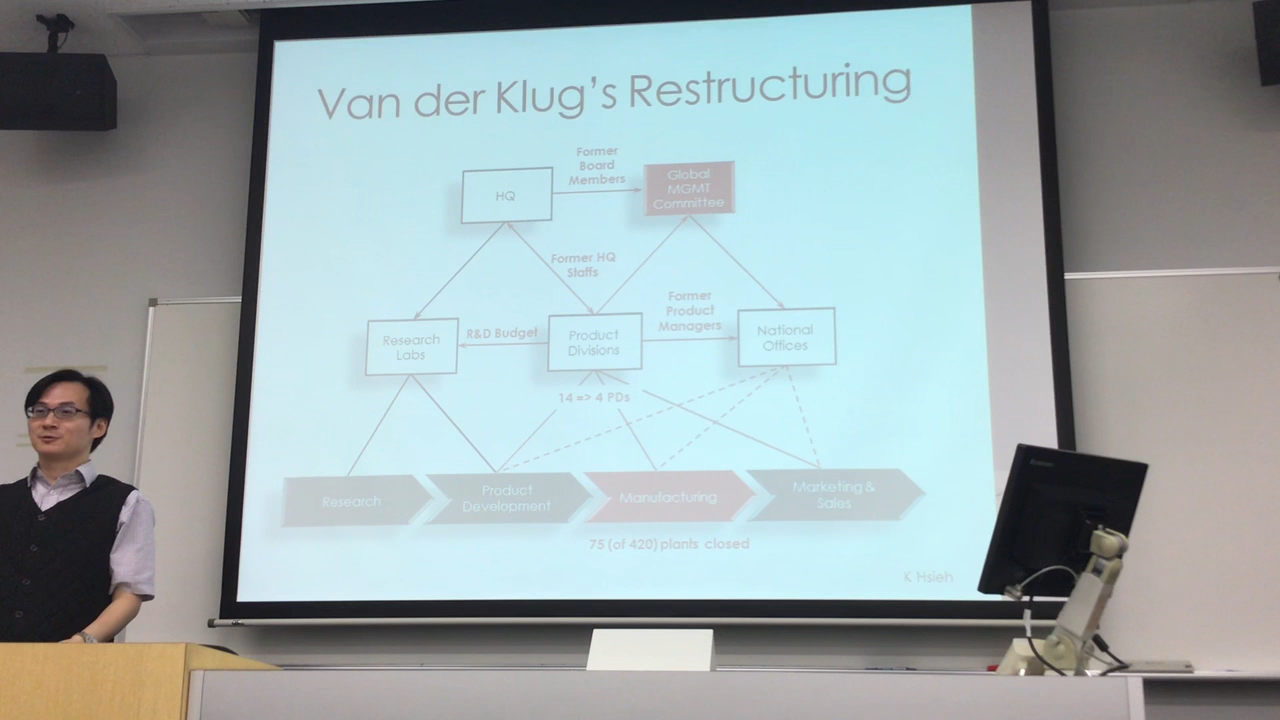 Van der Klug's Restructuring
Former
Board
Members
HQ
Global
MGMT
Committee
Former HQ
Staffs
Former
Product
Managers
Research
Labs
R&D Budget
Product
Divisions
National
Offices
14 => 4 PDs
Research
Product
Development
Manufacturing
Marketing &
Sales
75 (of 420) plants closed
K Hsieh